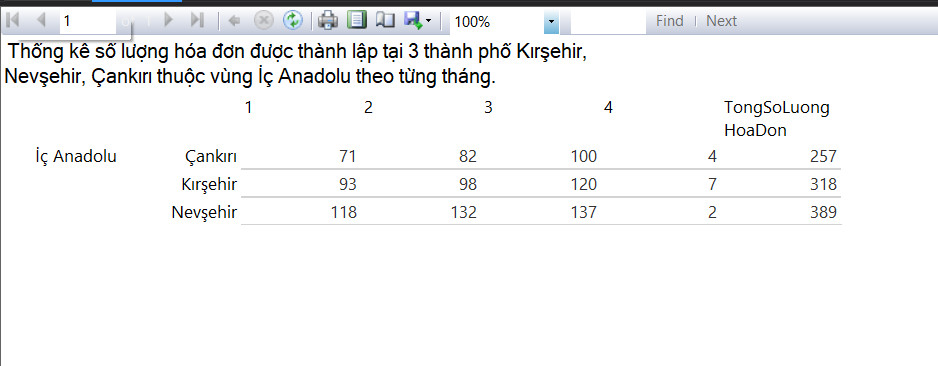 1 100% Find | Next
Thống kê số lượng hóa đơn được thành lập tại 3 thành phố Kırşehir,
Nevşehir, Çankırı thuộc vùng İç Anadolu theo từng tháng.
1 2 3 4 TongSoLuong
HoaDon
İç Anadolu Çankırı 71 82 100 4 257
Kırşehir 93 98 120 7 318
Nevşehir 118 132 137 2 389